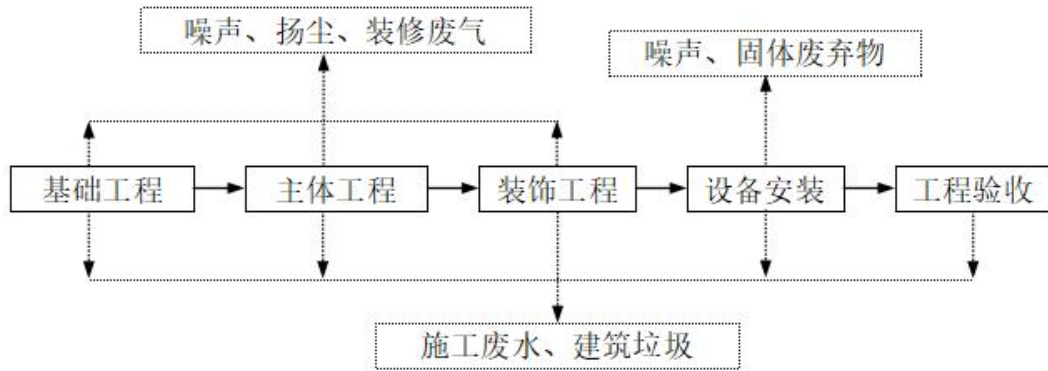 噪声、扬尘、装修废气
噪声、固体废弃物
基础工程
主体工程
装饰工程
设备安装
工程验收
施工废水、建筑垃圾